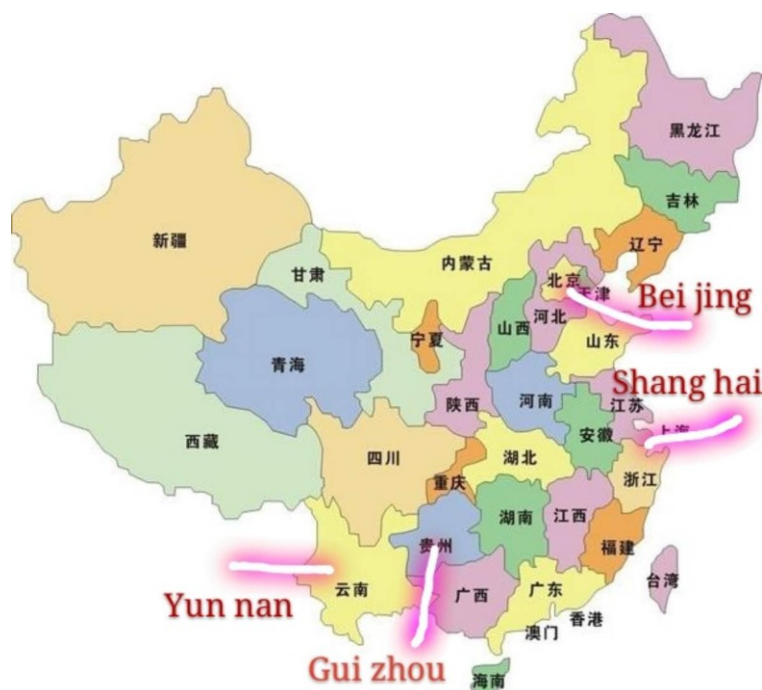 黑龙江
吉林
辽宁
新疆
甘肃
内蒙古
北京
天津
Bei jing
河北
山西
宁夏
山东
青海
Shang hai
陕西
河南
江苏
上海
安徽
西藏
四川
湖北
浙江
重庆
湖南
江西
贵州
福建
台湾
云南
广西
广东
香港
澳门
Yun nan
Gui zhou
海南